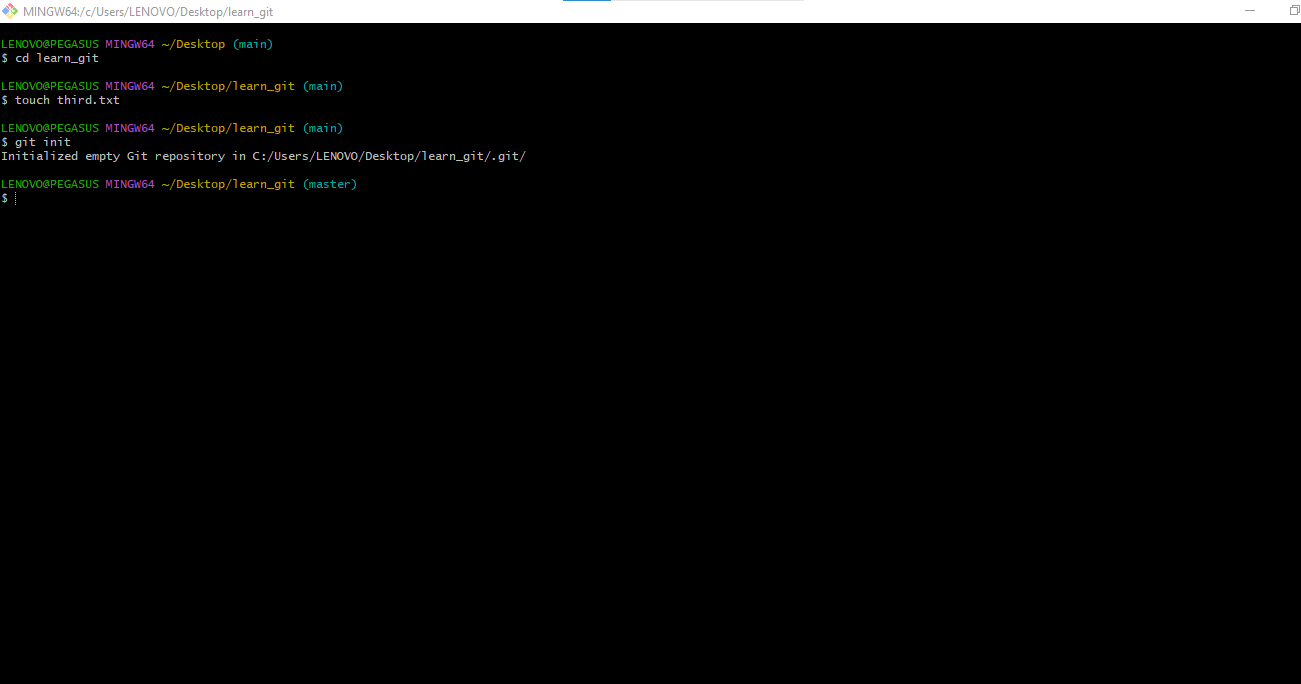 MINGW64:/c/Users/LENOVO/Desktop/learn_git
LENOVO@PEGASUS MINGW64 ~/Desktop (main)
$ cd learn_git
LENOVO@PEGASUS MINGW64 ~/Desktop/learn_git (main)
$ touch third.txt
LENOVO@PEGASUS MINGW64 ~/Desktop/learn_git (main)
$ git init
Initialized empty Git repository in C:/Users/LENOVO/Desktop/learn_git/.git/
LENOVO@PEGASUS MINGW64 ~/Desktop/learn_git (master)
$